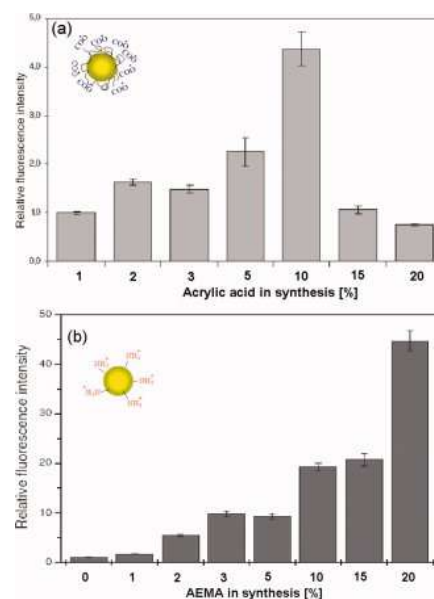 (a)
Relative fluorescence intensity
5,0
4,0
3,0
2,0
1,0
0,0
1 2 3 5 10 15 20
Acrylic acid in synthesis [%]
(b)
Relative fluorescence intensity
50
40
30
20
10
0
0 1 2 3 5 10 15 20
AEMA in synthesis [%]